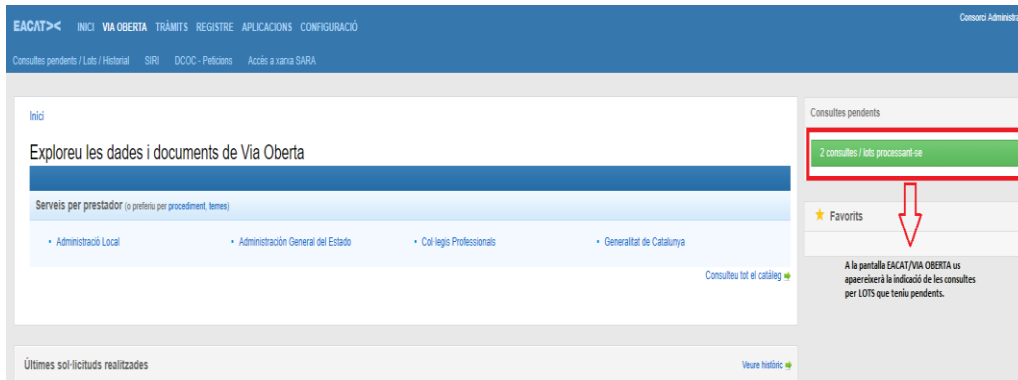 EACAT INICI VIA OBERTA TRÀMITS REGISTRE APLICACIONS CONFIGURACIÓ
Consorci Administra
Consultes pendents / Lots / Historial SIRI DCOC - Peticions Accés a xarxa SARA
Inici
Exploreu les dades i documents de Via Oberta
Serveis per prestador (o preferiu per procediment, temes)
• Administració Local • Administración General del Estado • Col·legis Professionals • Generalitat de Catalunya
Consulteu tot el catàleg
Últimes sol·licituds realitzades Veure històric
Consultes pendents
2 consultes / lots processant-se
Favorits
A la pantalla EACAT/VIA OBERTA us
apaereixerà la indicació de les consultes
per LOTS que teniu pendents.